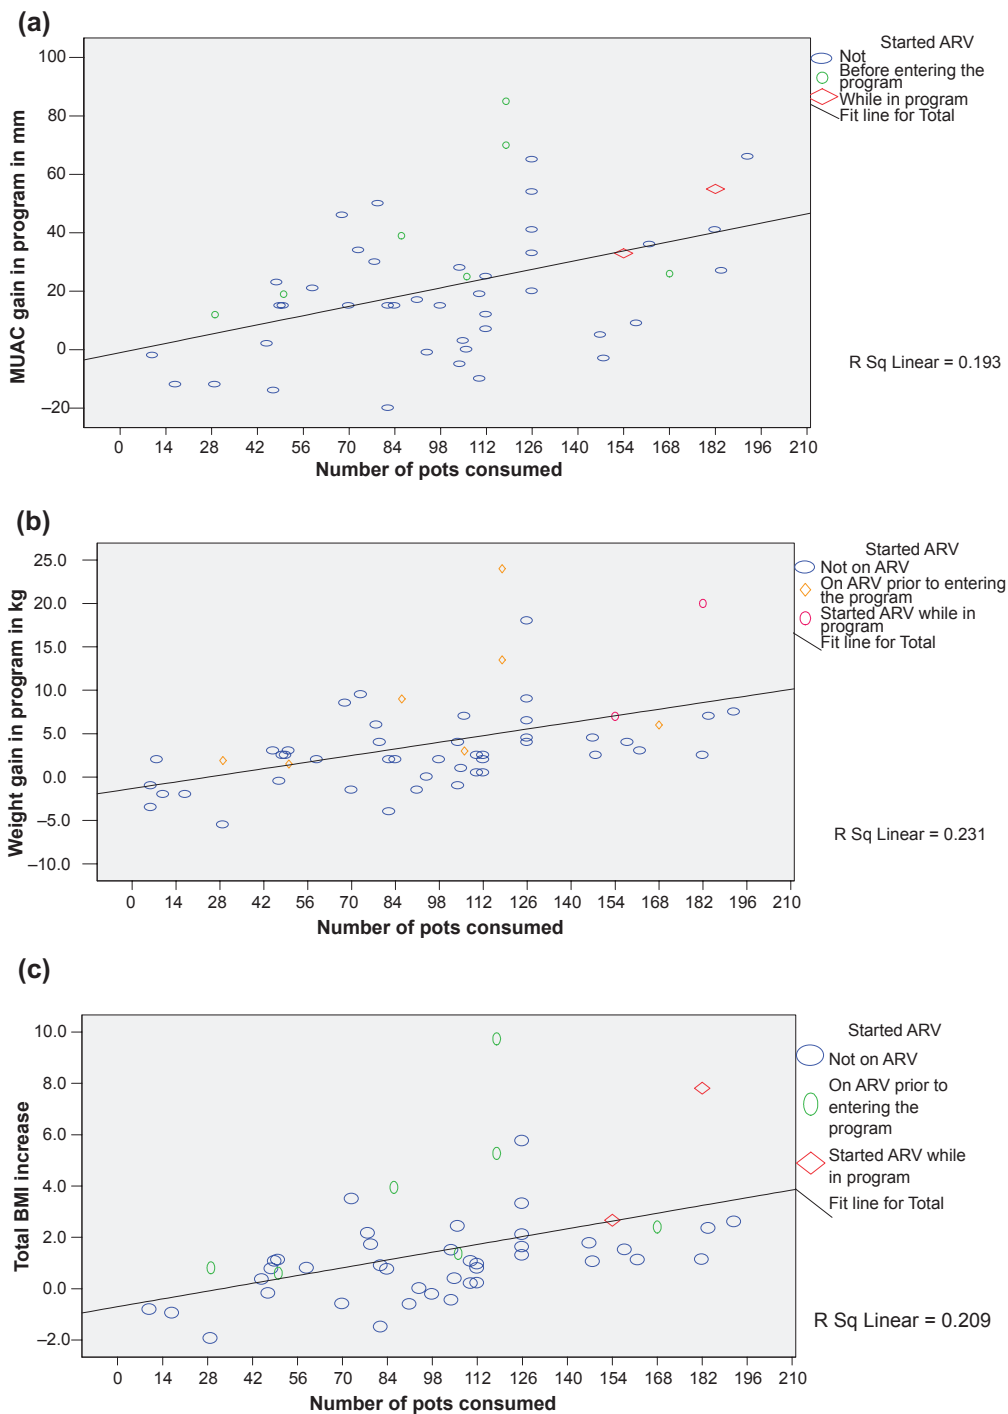 (a)
Started ARV
Not
Before entering the
program
While in program
Fit line for Total
100
80
60
40
20
0
–20
MUAC gain in program in mm
R Sq Linear = 0.193
0 14 28 42 56 70 84 98 112 126 140 154 168 182 196 210
Number of pots consumed
(b)
Started ARV
Not on ARV
On ARV prior to entering
the program
Started ARV while in
program
Fit line for Total
25.0
20.0
15.0
10.0
5.0
0.0
–5.0
–10.0
Weight gain in program in kg
R Sq Linear = 0.231
0 14 28 42 56 70 84 98 112 126 140 154 168 182 196 210
Number of pots consumed
(c)
Started ARV
Not on ARV
On ARV prior to
entering the
program
Started ARV while
in program
Fit line for Total
10.0
8.0
6.0
4.0
2.0
0.0
–2.0
Total BMI increase
R Sq Linear = 0.209
0 14 28 42 56 70 84 98 112 126 140 154 168 182 196 210
Number of pots consumed